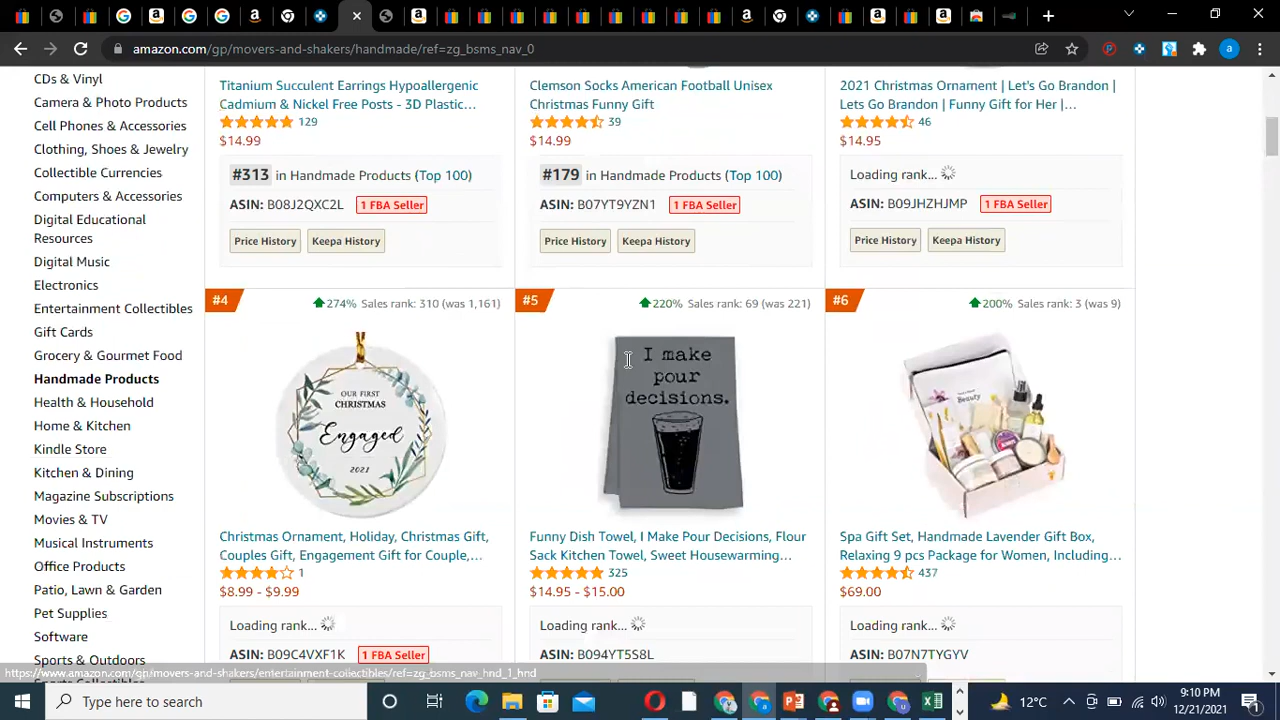 amazon.com/gp/movers-and-shakers/handmade/ref=zg_bsms_nav_0
CDs & Vinyl
Camera & Photo Products
Cell Phones & Accessories
Clothing, Shoes & Jewelry
Collectible Currencies
Computers & Accessories
Digital Educational
Resources
Digital Music
Electronics
Entertainment Collectibles
Gift Cards
Grocery & Gourmet Food
Handmade Products
Health & Household
Home & Kitchen
Kindle Store
Kitchen & Dining
Magazine Subscriptions
Movies & TV
Musical Instruments
Office Products
Patio, Lawn & Garden
Pet Supplies
Software
Sports & Outdoors
Titanium Succulent Earrings Hypoallergenic
Cadmium & Nickel Free Posts - 3D Plastic...
129
$14.99
#313 in Handmade Products (Top 100)
ASIN: B08J2QXC2L 1 FBA Seller
Price History Keepa History
Clemson Socks American Football Unisex
Christmas Funny Gift
39
$14.99
#179 in Handmade Products (Top 100)
ASIN: B07YT9YZN1 1 FBA Seller
Price History Keepa History
2021 Christmas Ornament | Let's Go Brandon |
Lets Go Brandon | Funny Gift for Her |...
46
$14.95
Loading rank...
ASIN: B09JHZHJMP 1 FBA Seller
Price History Keepa History
#4 274% Sales rank: 310 (was 1,161)
OUR FIRST
CHRISTMAS
Engaged
2021
Christmas Ornament, Holiday, Christmas Gift,
Couples Gift, Engagement Gift for Couple,...
1
$8.99 - $9.99
Loading rank...
ASIN: B09C4VXF1K 1 FBA Seller
#5 220% Sales rank: 69 (was 221)
I make
pour
decisions.
Funny Dish Towel, I Make Pour Decisions, Flour
Sack Kitchen Towel, Sweet Housewarming...
325
$14.95 - $15.00
Loading rank...
ASIN: B094YT5S8L
#6 200% Sales rank: 3 (was 9)
Beauty
Spa Gift Set, Handmade Lavender Gift Box,
Relaxing 9 pcs Package for Women, Including...
437
$69.00
Loading rank...
ASIN: B07N7TYGYV
https://www.amazon.com/gp/movers-and-shakers/entertainment-collectibles/ref=zg_bsms_nav_hnd_1_hnd
Type here to search
12°C
9:10 PM
12/21/2021